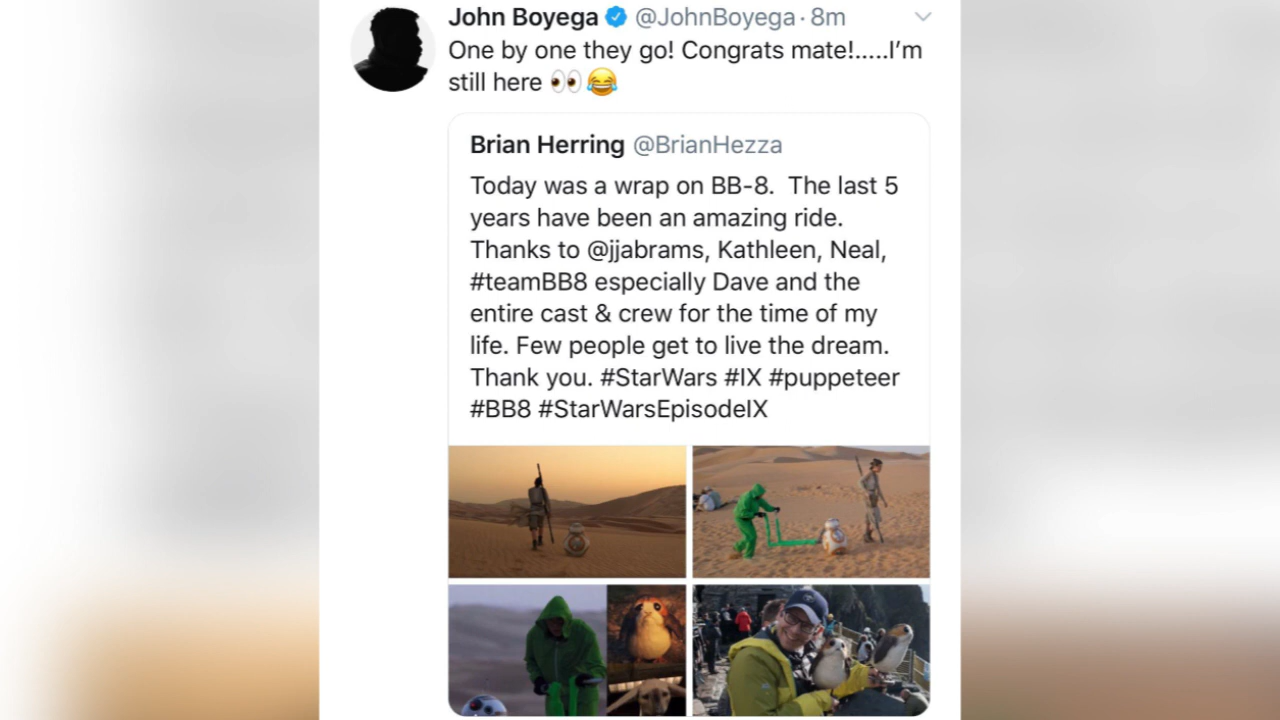 John Boyega @JohnBoyega · 8m
One by one they go! Congrats mate!.....I’m
still here 👀😂
Brian Herring @BrianHezza
Today was a wrap on BB-8.  The last 5
years have been an amazing ride.
Thanks to @jjabrams, Kathleen, Neal,
#teamBB8 especially Dave and the
entire cast & crew for the time of my
life. Few people get to live the dream.
Thank you. #StarWars #IX #puppeteer
#BB8 #StarWarsEpisodeIX